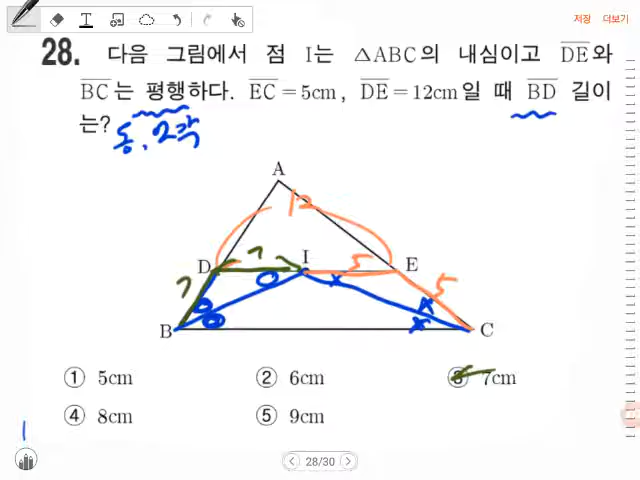 저장 보내기
28. 다음 그림에서 점 I는 △ABC의 내심이고 DE와
BC는 평행하다. EC=5cm, DE=12cm일 때 BD 길이
는?
동. 2각
A
12
D 7 I 5 E
7 5
B C
① 5cm ② 6cm ③ 7cm
④ 8cm ⑤ 9cm
28/30